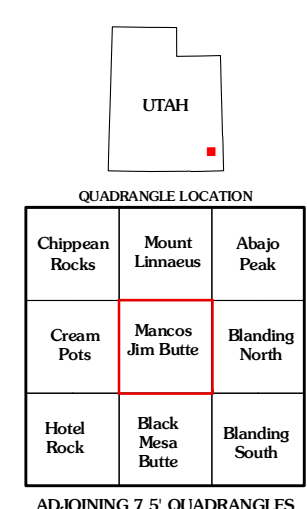 UTAH
QUADRANGLE LOCATION
Chippean
Rocks
Mount
Linnaeus
Abajo
Peak
Cream
Pots
Mancos
Jim Butte
Blanding
North
Hotel
Rock
Black
Mesa
Butte
Blanding
South
ADJOINING 7.5' QUADRANGLES